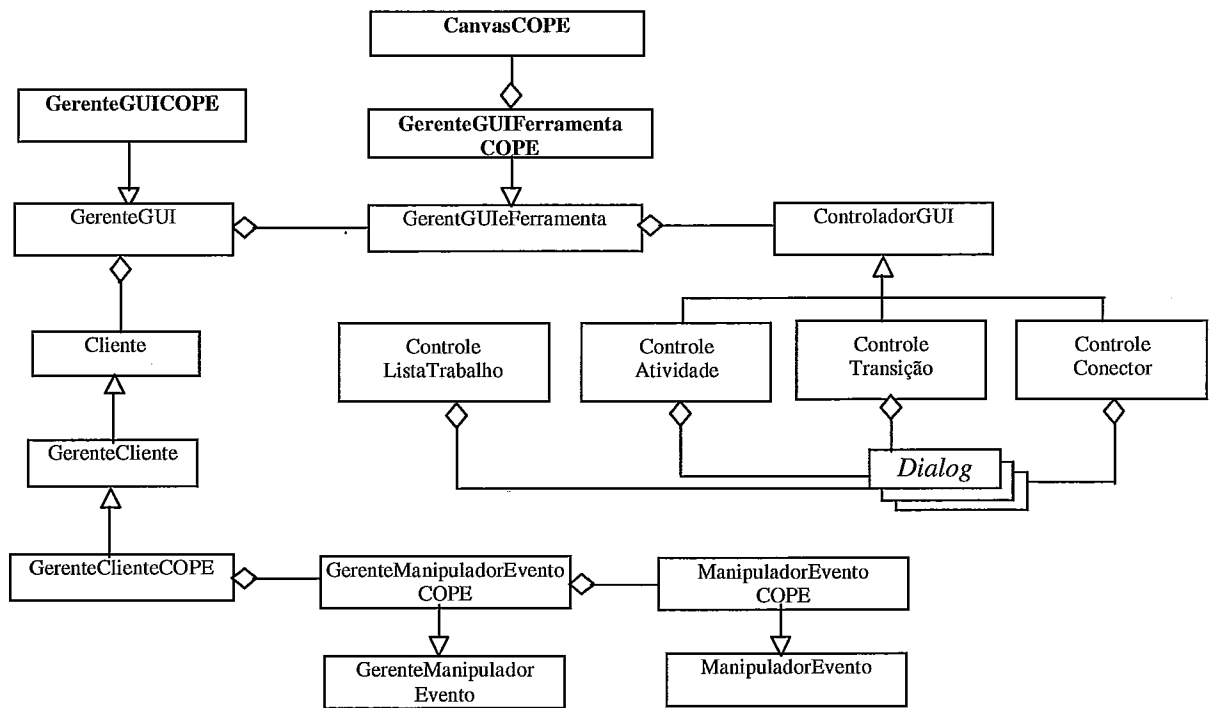 CanvasCOPE
GerenteGUICOPE
GerenteGUIFerramenta
COPE
GerenteGUI
GerentGUIeFerramenta
ControladorGUI
Cliente
Controle
ListaTrabalho
Controle
Atividade
Controle
Transição
Controle
Conector
GerenteCliente
Dialog
GerenteClienteCOPE
GerenteManipuladorEvento
COPE
ManipuladorEvento
COPE
GerenteManipulador
Evento
ManipuladorEvento